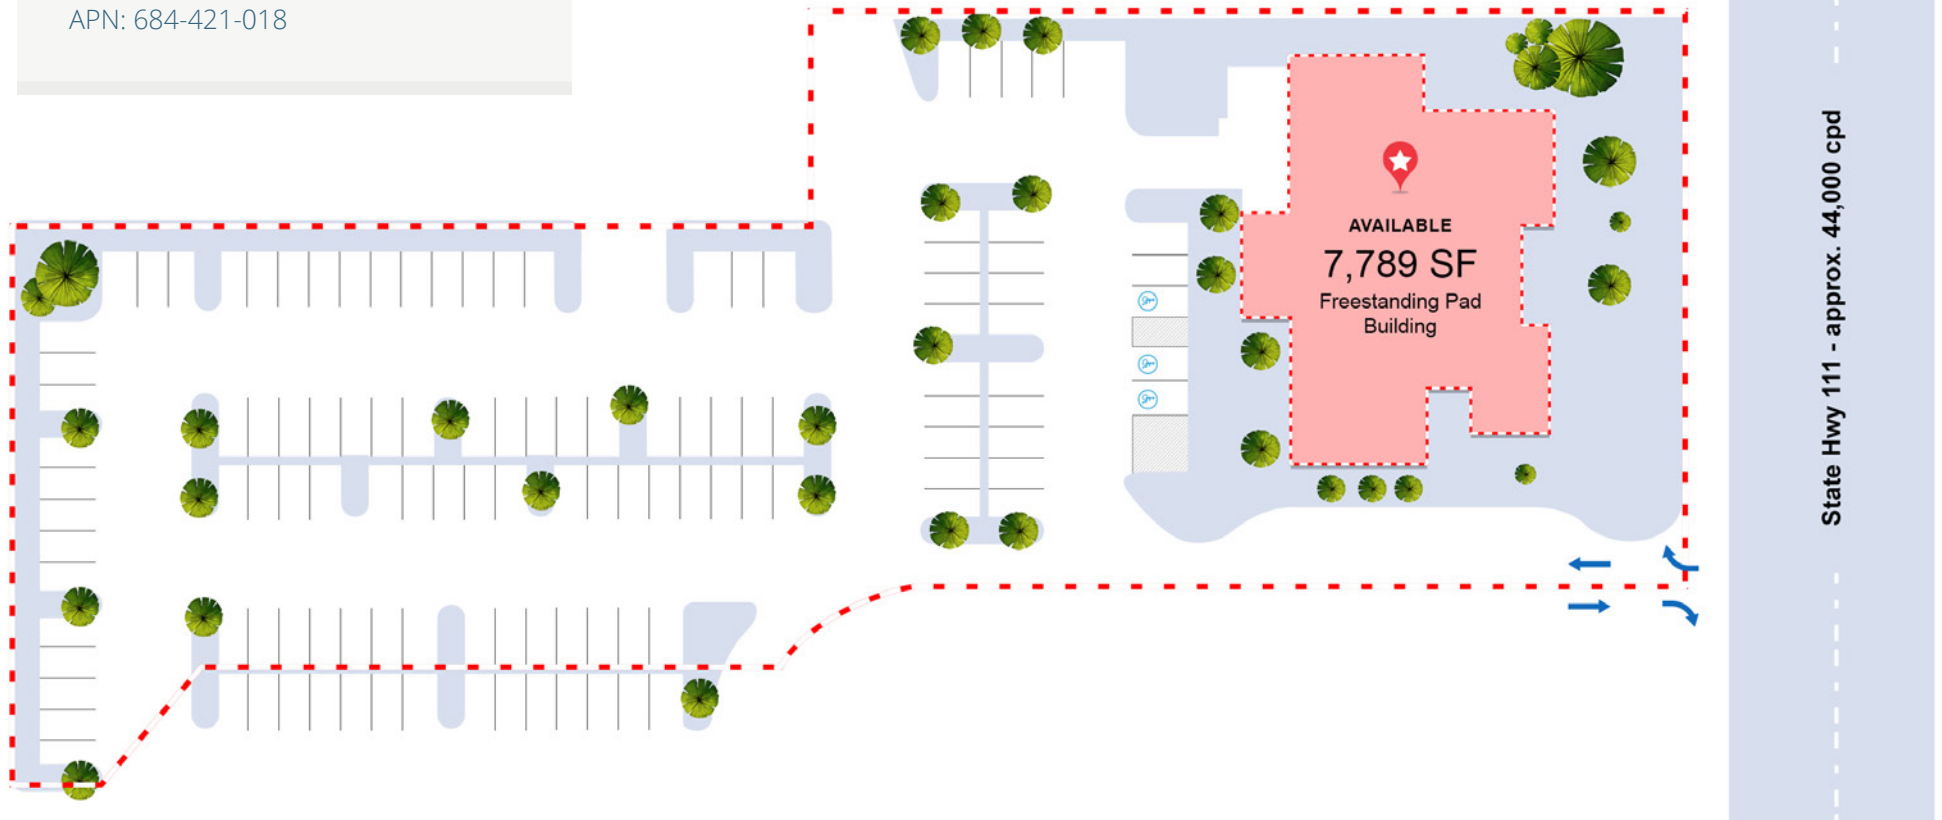 APN: 684-421-018
AVAILABLE
7,789 SF
Freestanding Pad
Building
State Hwy 111 - approx. 44,000 cpd